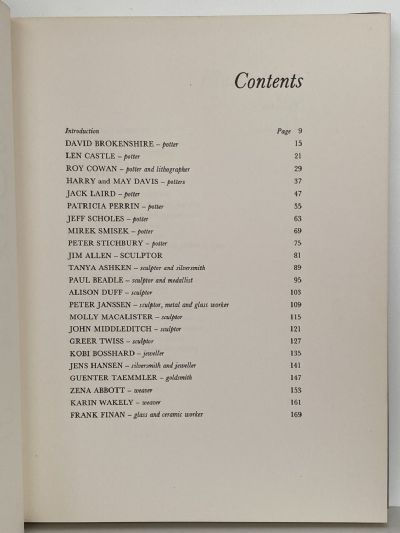 Contents
Introduction Page 9
DAVID BROKENSHIRE – potter 15
LEN CASTLE – potter 21
ROY COWAN – potter and lithographer 29
HARRY and MAY DAVIS – potters 37
JACK LAIRD – potter 47
PATRICIA PERRIN – potter 55
JEFF SCHOLES – potter 63
MIREK SMISEK – potter 69
PETER STICHBURY – potter 75
JIM ALLEN – SCULPTOR 81
TANYA ASHKEN – sculptor and silversmith 89
PAUL BEADLE – sculptor and medallist 95
ALISON DUFF – sculptor 103
PETER JANSSEN – sculptor, metal and glass worker 109
MOLLY MACALISTER – sculptor 115
JOHN MIDDLEDITCH – sculptor 121
GREER TWISS – sculptor 127
KOBI BOSSHARD – jeweller 135
JENS HANSEN – silversmith and jeweller 141
GUENTER TAEMMLER – goldsmith 147
ZENA ABBOTT – weaver 153
KARIN WAKELY – weaver 161
FRANK FINAN – glass and ceramic worker 169